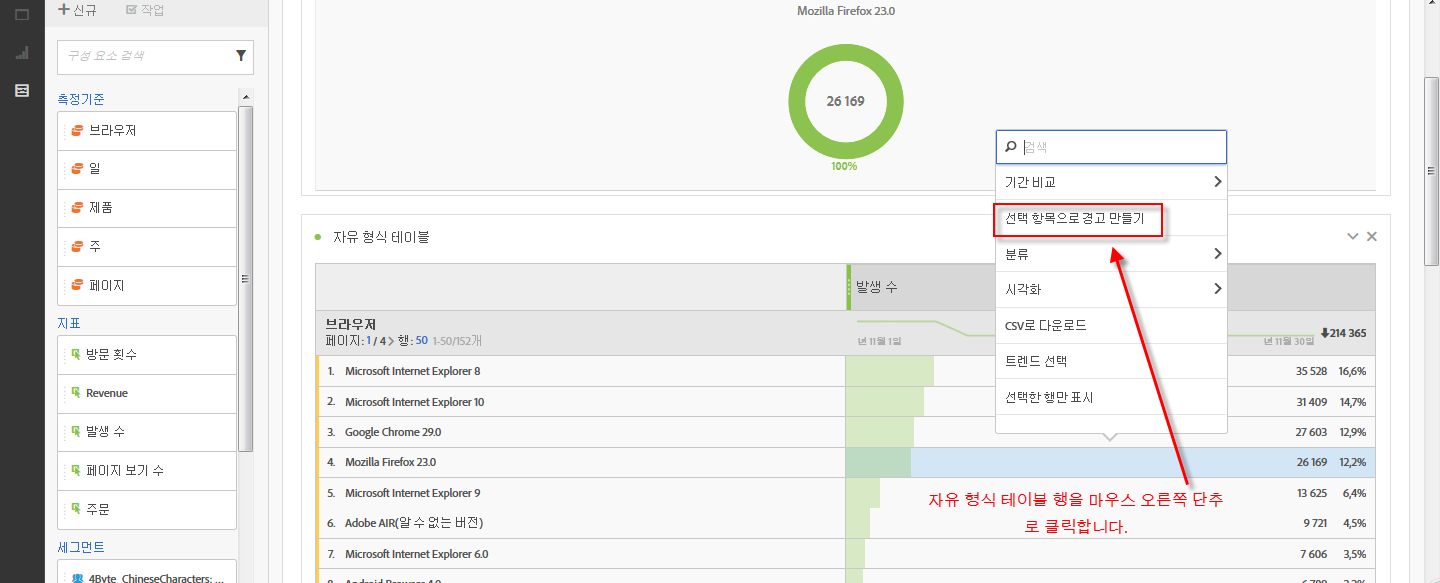 신규 작업
구성 요소 검색
측정기준
브라우저
일
제품
주
페이지
지표
방문 횟수
Revenue
발생 수
페이지 보기 수
주문
세그먼트
4Byte_ChineseCharacters: ...
Mozilla Firefox 23.0
26 169
100%
검색
기간 비교
선택 항목으로 경고 만들기
분류
시각화
CSV로 다운로드
트렌드 선택
선택한 행만 표시
자유 형식 테이블
발생 수
브라우저
페이지: 1 / 4 > 행: 50 1-50/152개
년 11월 1일 년 11월 30일 214 365
1. Microsoft Internet Explorer 8 35 528 16,6%
2. Microsoft Internet Explorer 10 31 409 14,7%
3. Google Chrome 29.0 27 603 12,9%
4. Mozilla Firefox 23.0 26 169 12,2%
5. Microsoft Internet Explorer 9 13 625 6,4%
6. Adobe AIR(알 수 없는 버전) 9 721 4,5%
7. Microsoft Internet Explorer 6.0 7 606 3,5%
8. Android Browser 4.0 6 789 3,2%
자유 형식 테이블 행을 마우스 오른쪽 단추
로 클릭합니다.